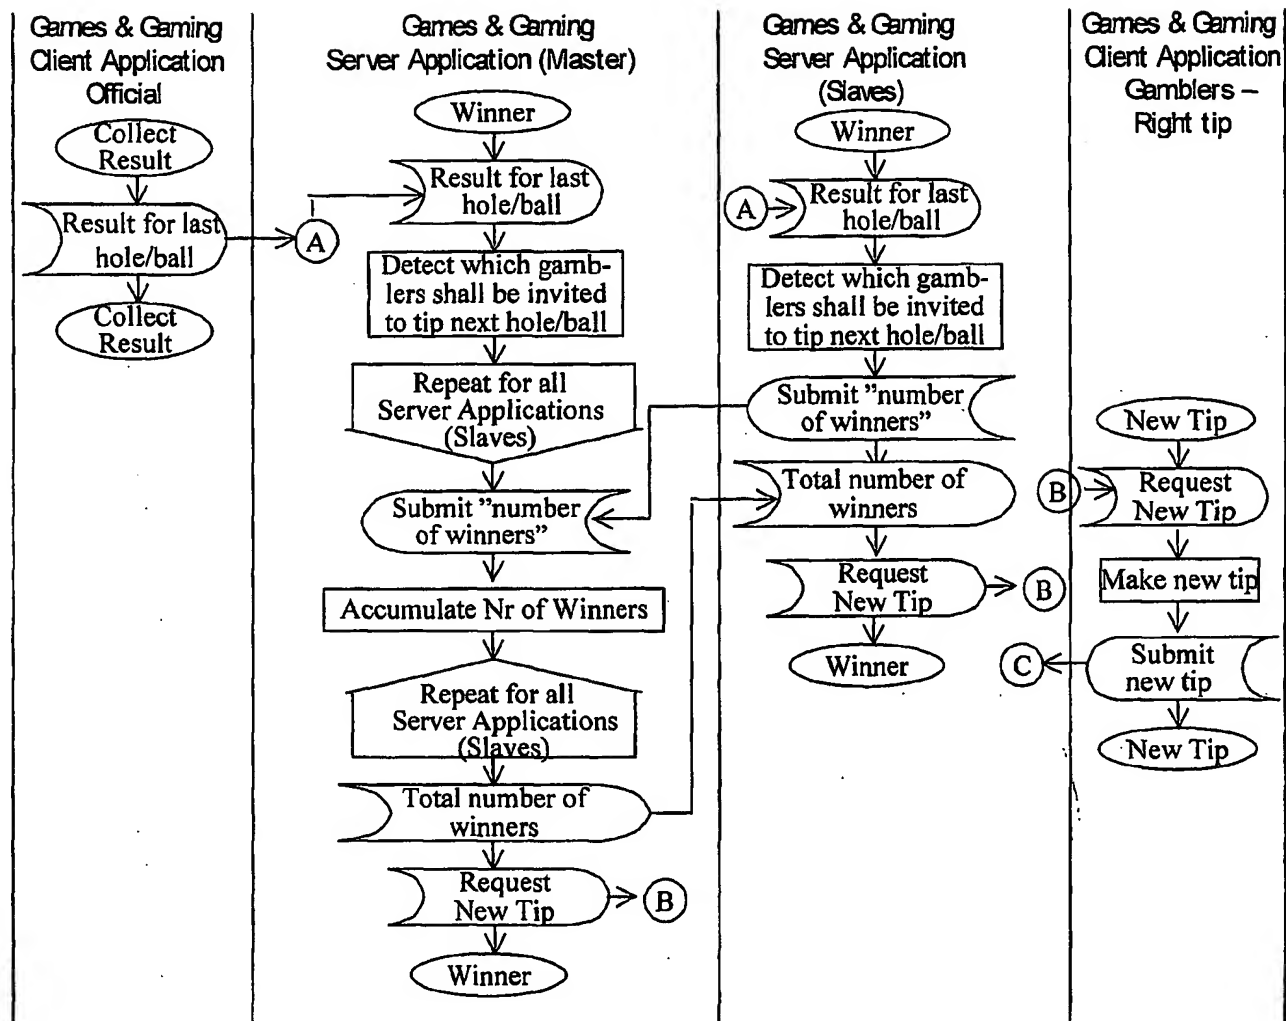 Games & Gaming
Client Application
Official
Collect
Result
Result for last
hole/ball
Collect
Result
A
Games & Gaming
Server Application (Master)
Winner
Result for last
hole/ball
Detect which gamb-
lers shall be invited
to tip next hole/ball
Repeat for all
Server Applications
(Slaves)
Submit "number
of winners"
Accumulate Nr of Winners
Repeat for all
Server Applications
(Slaves)
Total number of
winners
Request
New Tip
B
Winner
Games & Gaming
Server Application
(Slaves)
Winner
A
Result for last
hole/ball
Detect which gamb-
lers shall be invited
to tip next hole/ball
Submit "number
of winners"
Total number of
winners
Request
New Tip
B
Winner
Games & Gaming
Client Application
Gamblers –
Right tip
New Tip
B
Request
New Tip
Make new tip
Submit
new tip
C
New Tip